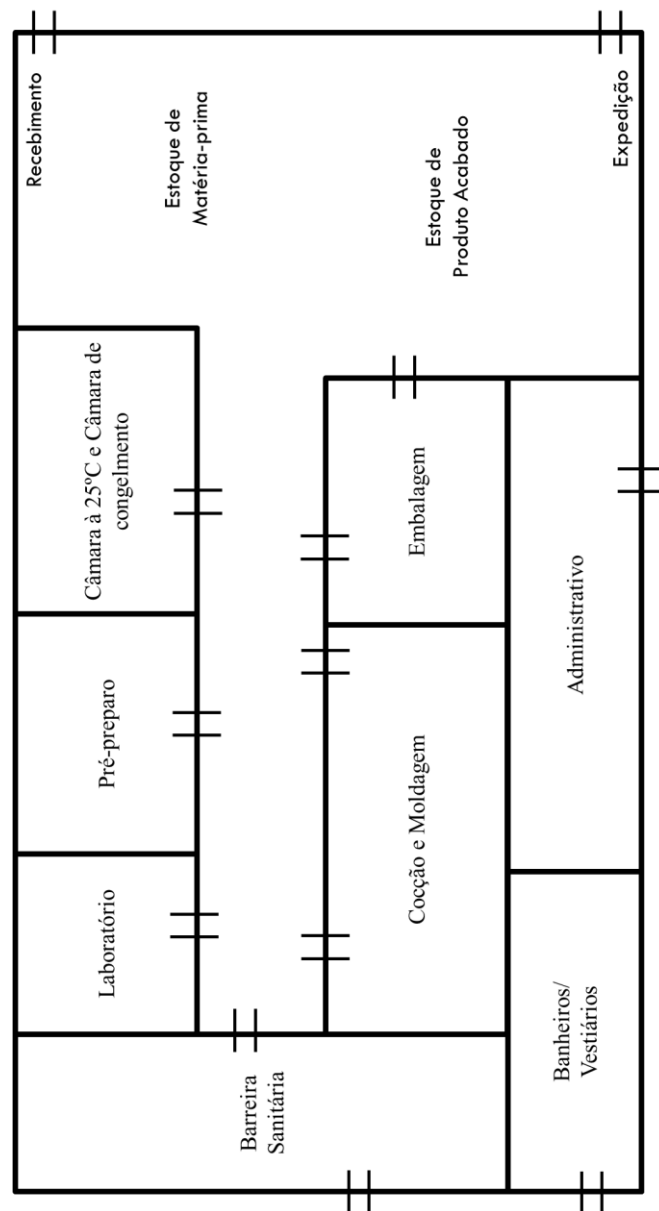 Recebimento
Estoque de
Matéria-prima
Estoque de
Produto Acabado
Expedição
Câmara à 25ºC e Câmara de
congelmento
Pré-preparo
Laboratório
Embalagem
Cocção e Moldagem
Administrativo
Banheiros/
Vestiários
Barreira
Sanitária